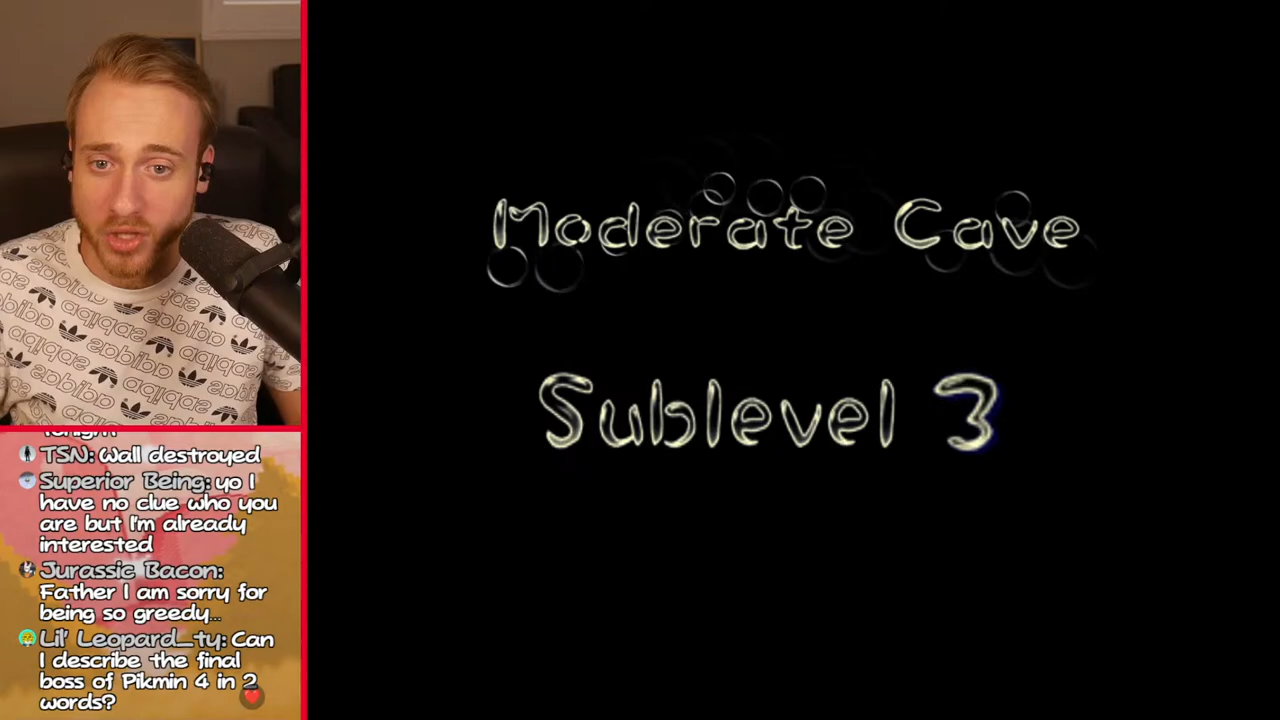 Moderate Cave
Sublevel 3
TSN: Wall destroyed
Superior Being: yo I
have no clue who you
are but I'm already
interested
Jurassic Bacon:
Father I am sorry for
being so greedy...
Lil' Leopard_ty: Can
I describe the final
boss of Pikmin 4 in 2
words?